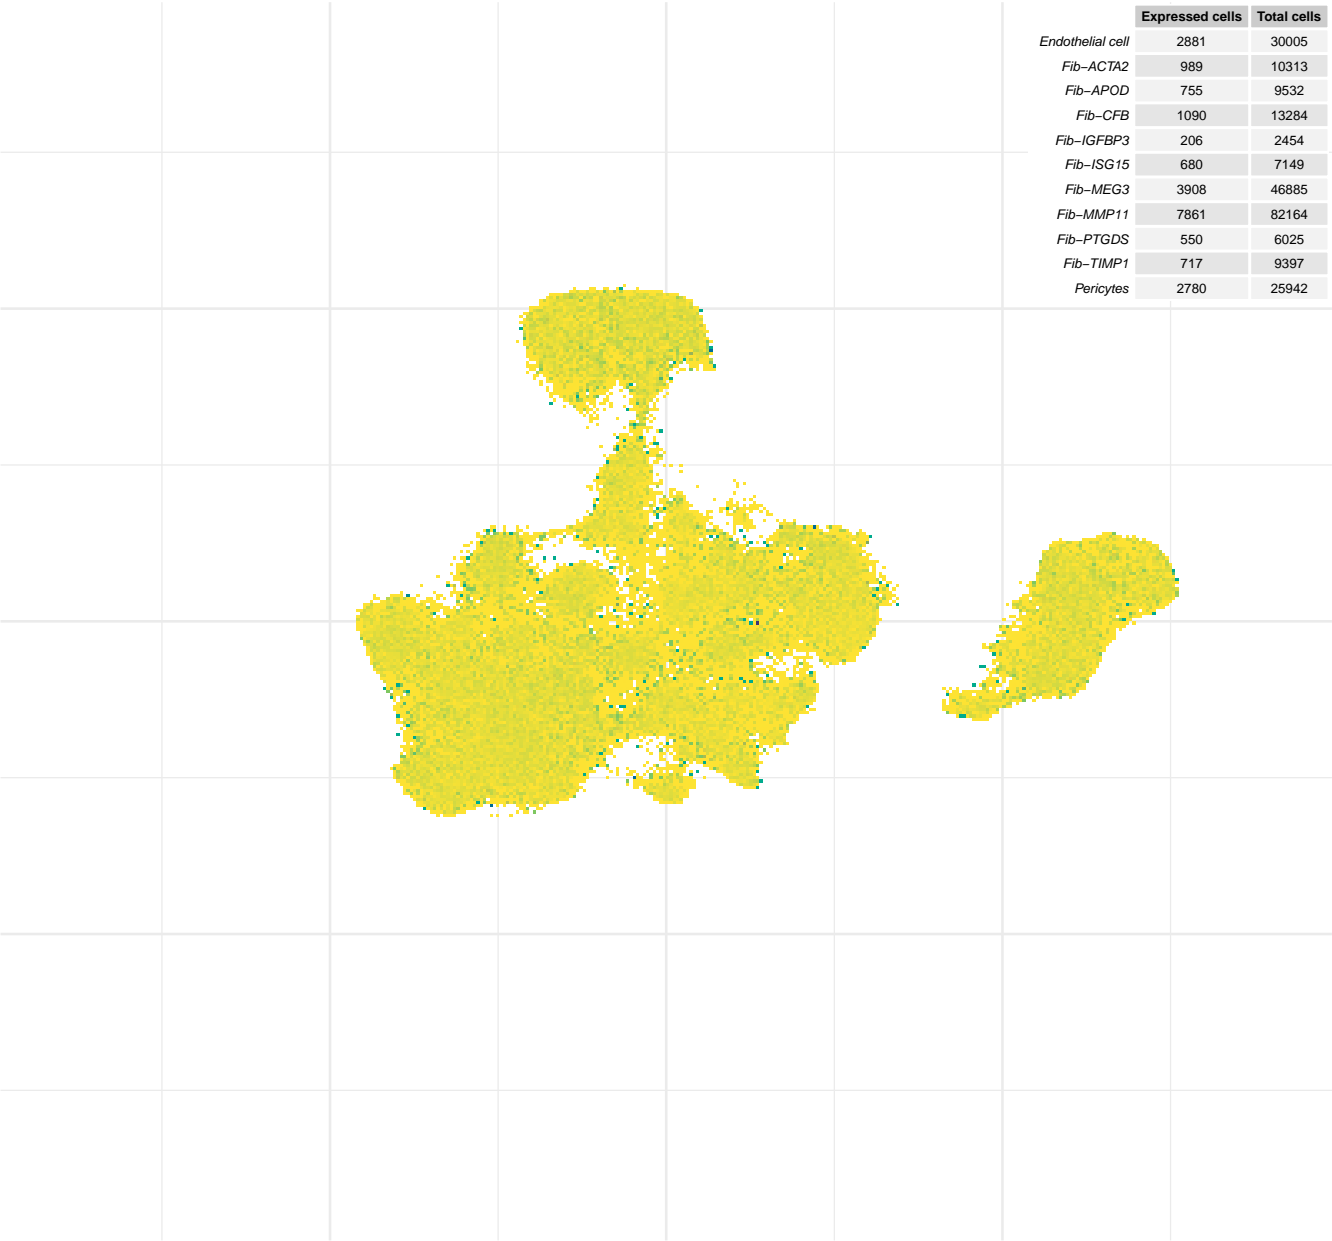 Expressed cells Total cells
Endothelial cell 2881 30005
Fib−ACTA2 989 10313
Fib−APOD 755 9532
Fib−CFB 1090 13284
Fib−IGFBP3 206 2454
Fib−ISG15 680 7149
Fib−MEG3 3908 46885
Fib−MMP11 7861 82164
Fib−PTGDS 550 6025
Fib−TIMP1 717 9397
Pericytes 2780 25942